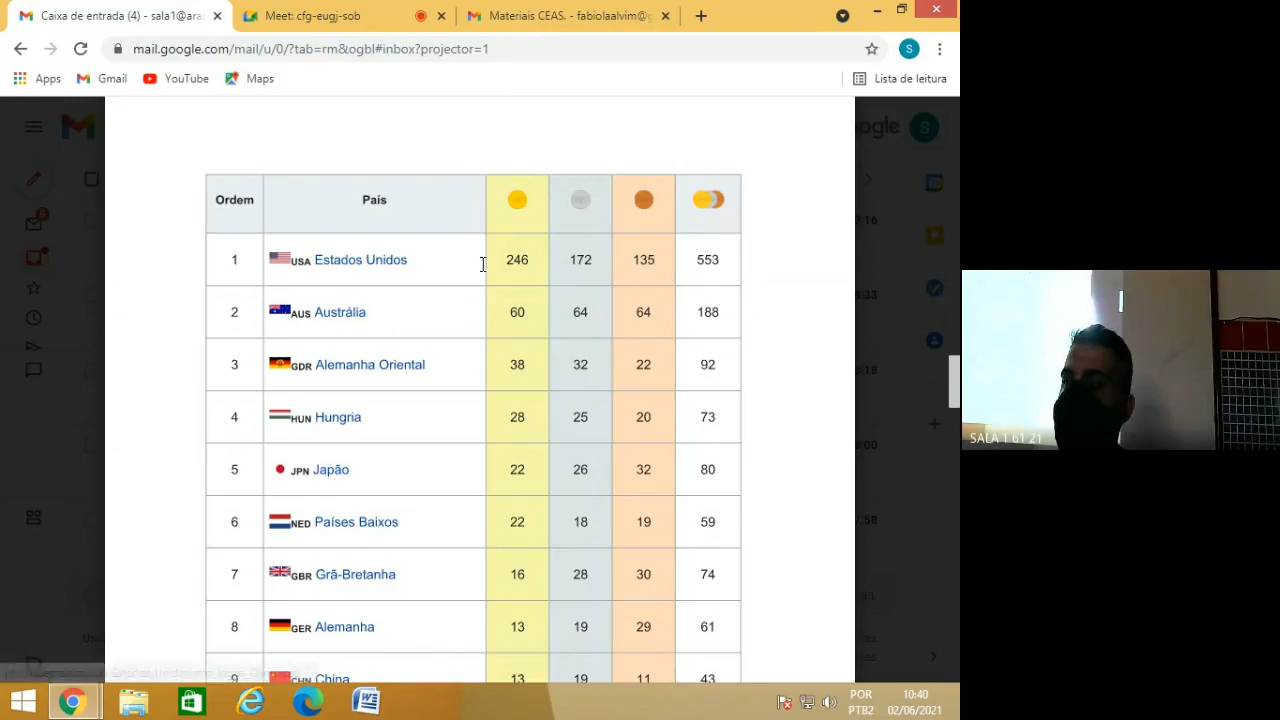 Caixa de entrada (4) - sala1@ara
Meet: cfg-eugj-sob
Materiais CEAS. - fabiolaalvim@g
mail.google.com/mail/u/0/?tab=rm&ogbl#inbox?projector=1
S
Apps
Gmail
YouTube
Maps
Lista de leitura
ogle
S
Ordem País
1 USA Estados Unidos 246 172 135 553
2 AUS Austrália 60 64 64 188
3 GDR Alemanha Oriental 38 32 22 92
4 HUN Hungria 28 25 20 73
5 JPN Japão 22 26 32 80
6 NED Países Baixos 22 18 19 59
7 GBR Grã-Bretanha 16 28 30 74
8 GER Alemanha 13 19 29 61
9 CHN China 13 19 11 43
SALA 1 61.21
POR 10:40
PTB2 02/06/2021